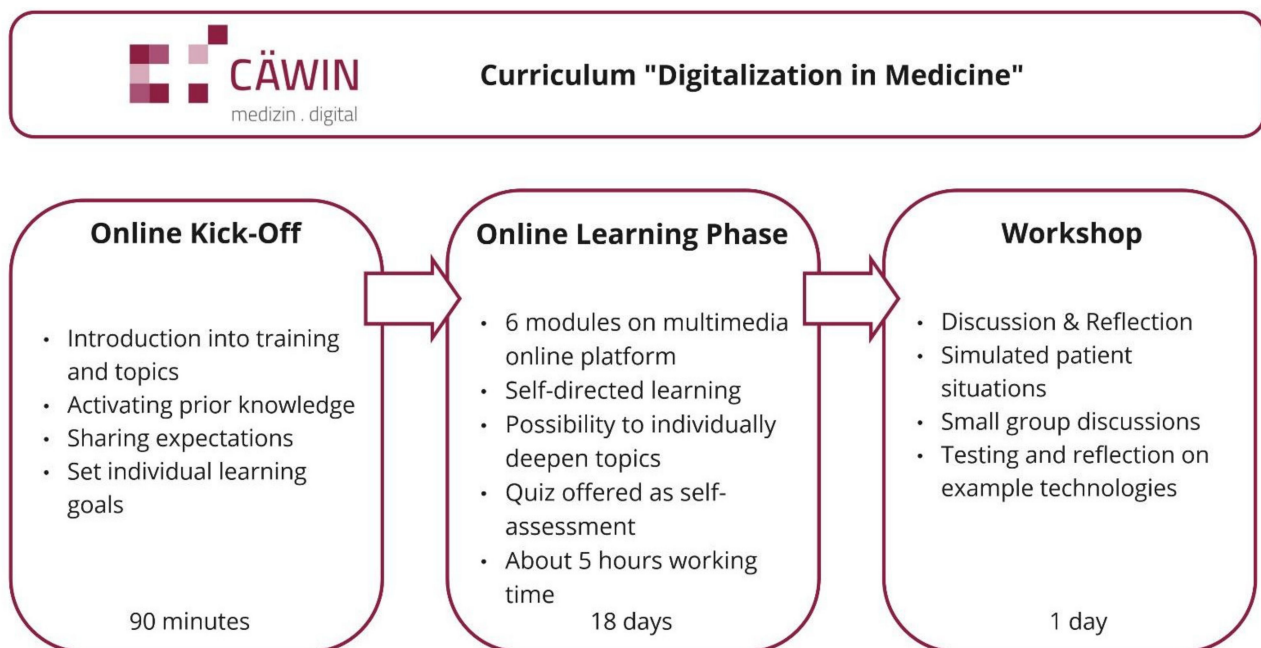 CÄWIN
medizin . digital
Curriculum "Digitalization in Medicine"
Online Kick-Off
• Introduction into training
and topics
• Activating prior knowledge
• Sharing expectations
• Set individual learning
goals
90 minutes
Online Learning Phase
• 6 modules on multimedia
online platform
• Self-directed learning
• Possibility to individually
deepen topics
• Quiz offered as self-
assessment
• About 5 hours working
time
18 days
Workshop
• Discussion & Reflection
• Simulated patient
situations
• Small group discussions
• Testing and reflection on
example technologies
1 day